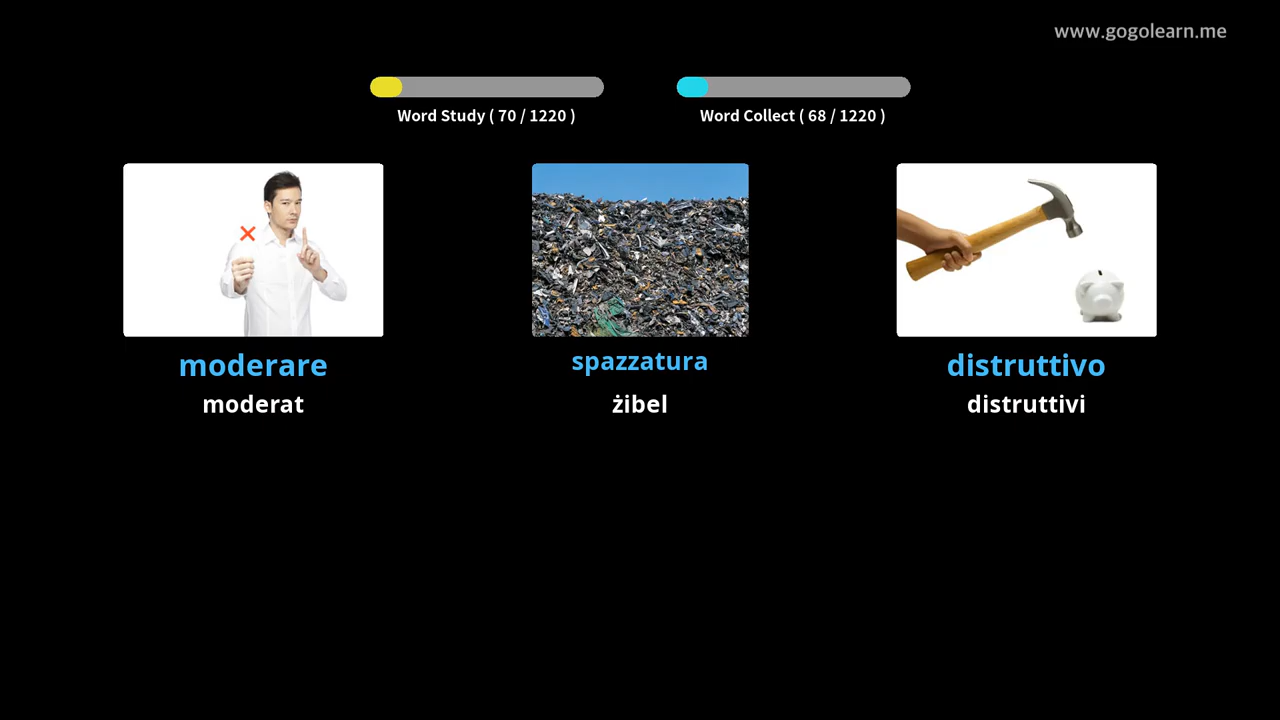 www.gogolearn.me
Word Study ( 70 / 1220 )
Word Collect ( 68 / 1220 )
moderare
spazzatura
distruttivo
moderat
żibel
distruttivi